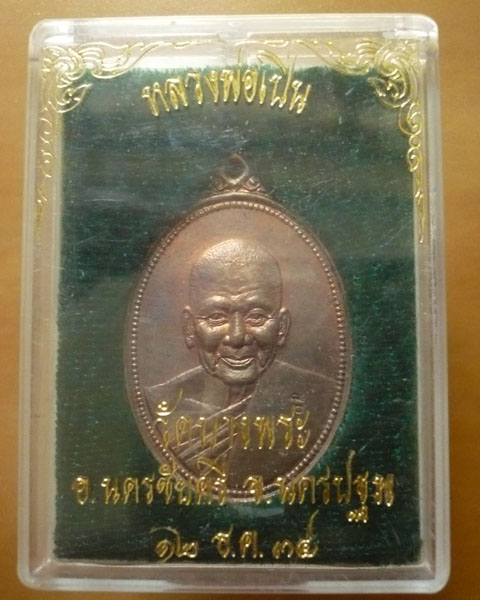 หลวงพ่อเปิ่น
วัดบางพระ
อ. นครชัยศรี จ. นครปฐม
๑๒ ธ.ค. ๓๕